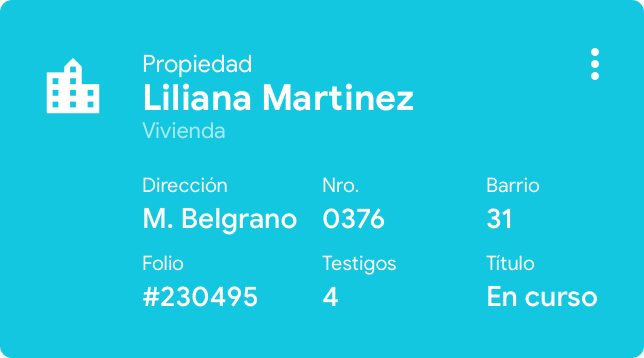 Propiedad
Liliana Martinez
Vivienda
Dirección Nro. Barrio
M. Belgrano 0376 31
Folio Testigos Título
#230495 4 En curso